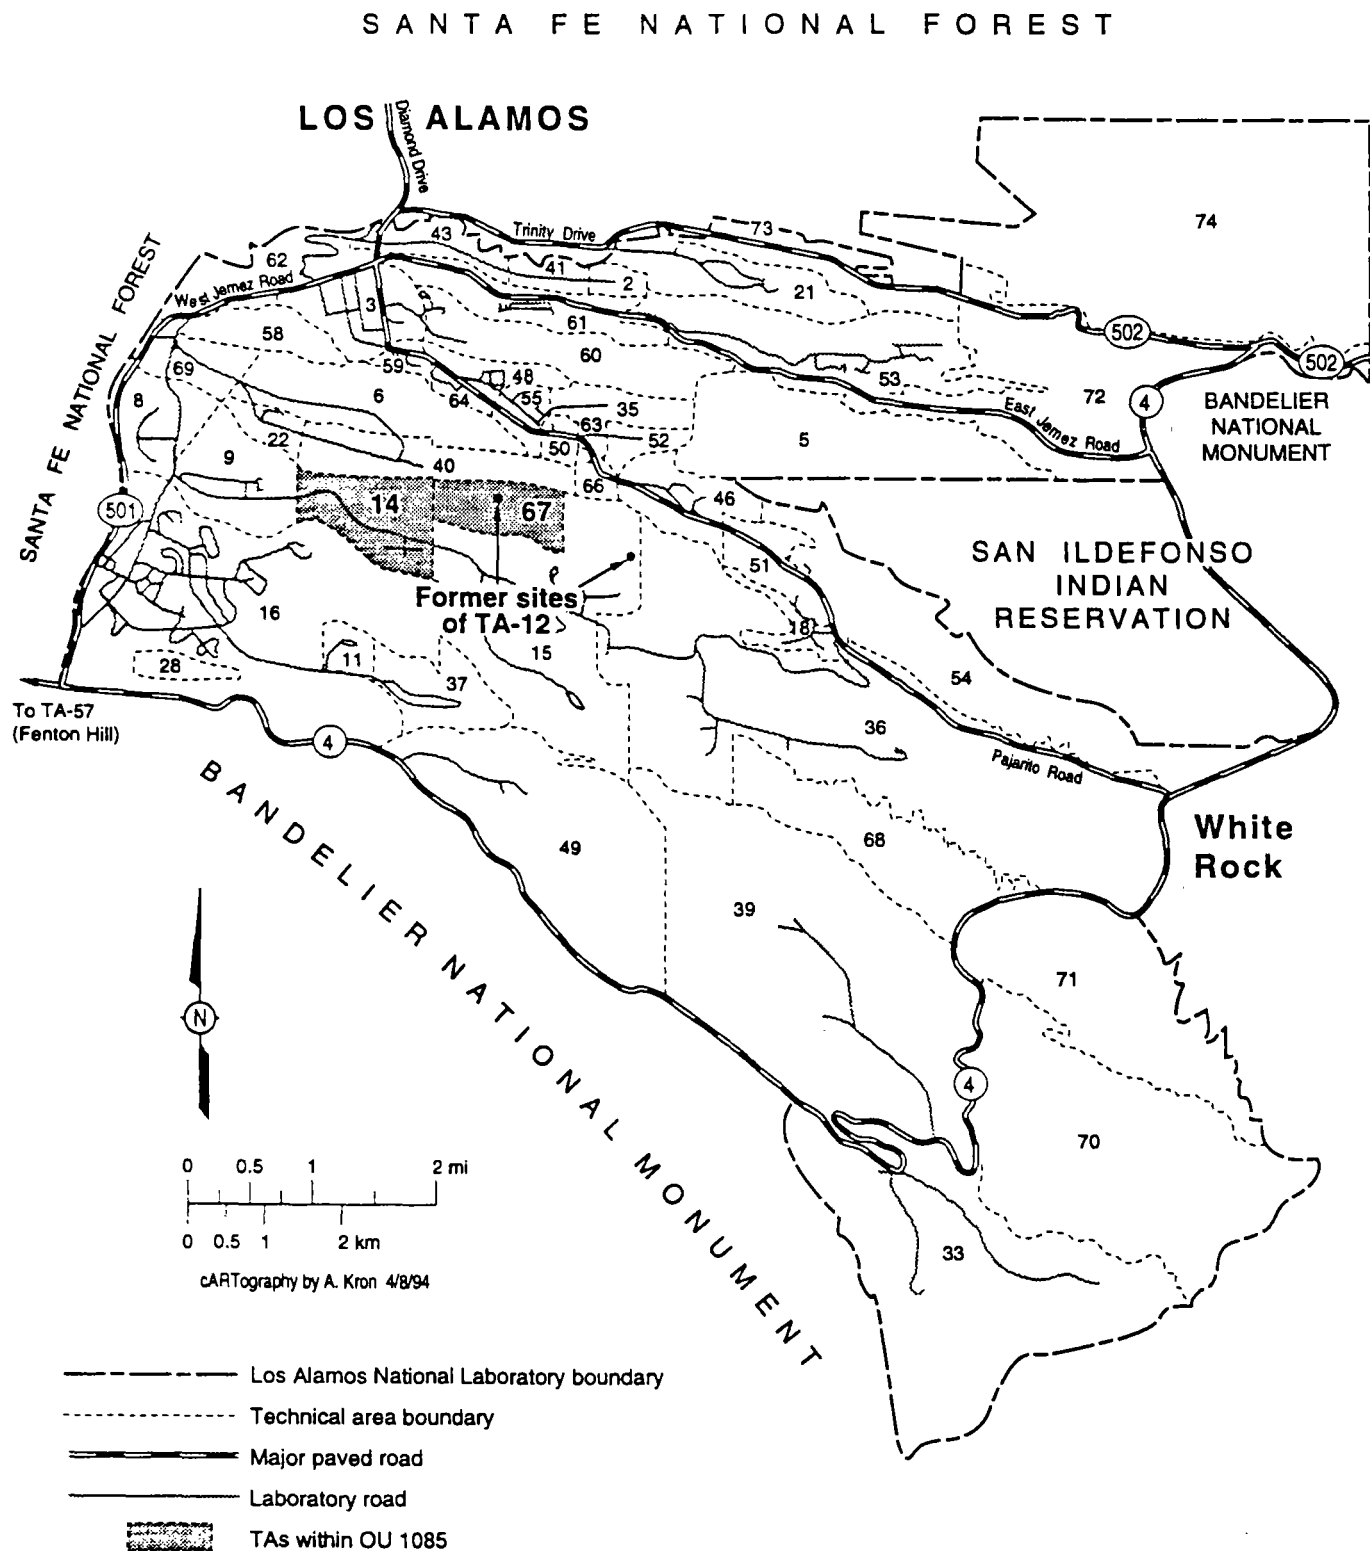 SANTA FE NATIONAL FOREST
LOS ALAMOS
Diamond Drive
74
43
Trinity Drive
73
62
41
2
21
West Jemez Road
SANTA FE NATIONAL FOREST
3
61
58
60
502
502
59
48
53
69
6
64
55
72
4
8
35
BANDELIER
NATIONAL
MONUMENT
East Jemez Road
22
63
52
5
50
9
40
66
46
14
67
501
SAN ILDEFONSO
INDIAN
RESERVATION
51
Former sites
of TA-12
16
18
15
28
11
37
54
To TA-57
(Fenton Hill)
36
4
Pajarito Road
BANDELIER NATIONAL MONUMENT
White
Rock
68
49
39
71
N
4
70
0 0.5 1 2 mi
0 0.5 1 2 km
33
cARTography by A. Kron 4/8/94
Los Alamos National Laboratory boundary
Technical area boundary
Major paved road
Laboratory road
TAs within OU 1085